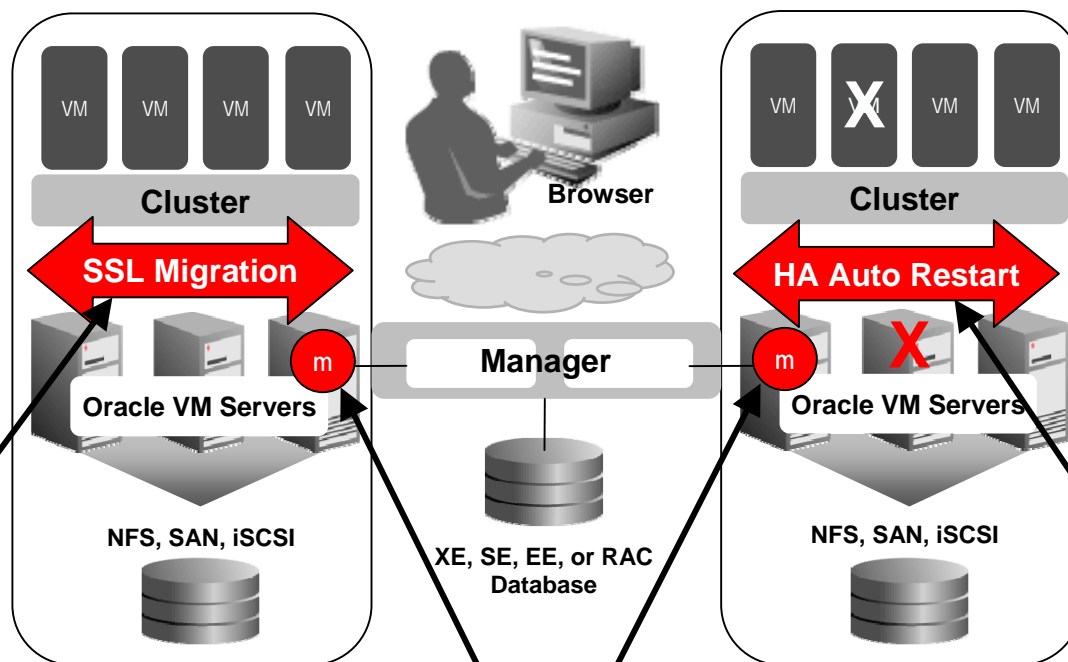 VM VM VM VM
Cluster
SSL Migration
m
Oracle VM Servers
NFS, SAN, iSCSI
Browser
Manager
XE, SE, EE, or RAC
Database
VM X VM VM
Cluster
HA Auto Restart
m
X
Oracle VM Servers
NFS, SAN, iSCSI